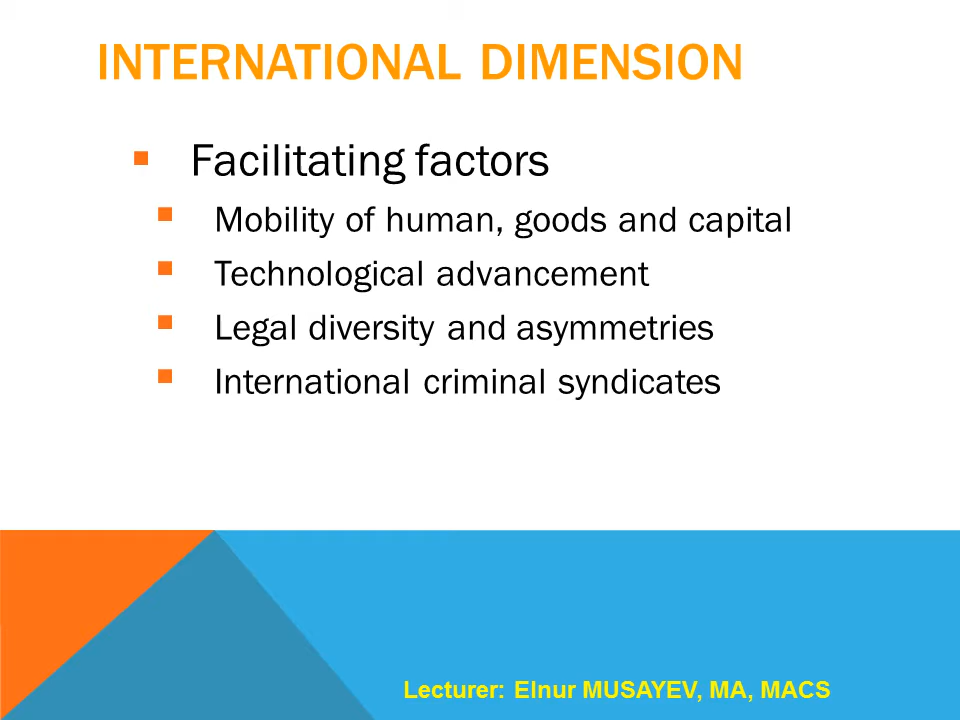 INTERNATIONAL DIMENSION
Facilitating factors
Mobility of human, goods and capital
Technological advancement
Legal diversity and asymmetries
International criminal syndicates
Lecturer: Elnur MUSAYEV, MA, MACS